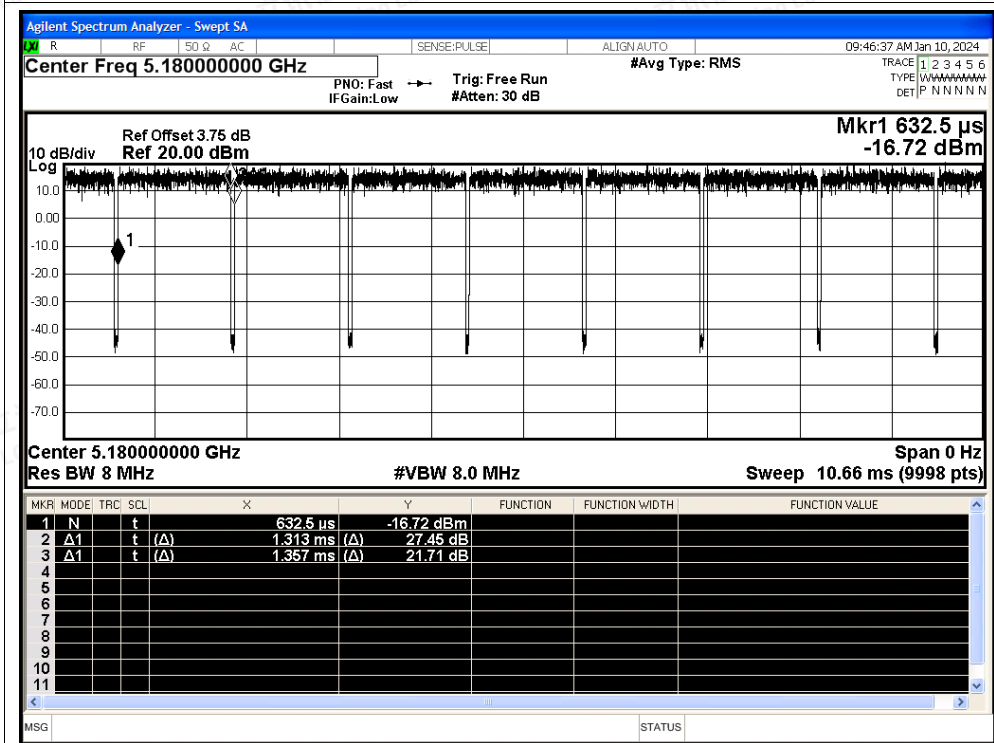 Agilent Spectrum Analyzer - Swept SA
LXI R RF 50 Ω AC SENSE:PULSE ALIGN AUTO 09:46:37 AM Jan 10, 2024
Center Freq 5.180000000 GHz #Avg Type: RMS TRACE 1 2 3 4 5 6
PNO: Fast Trig: Free Run TYPE W
IFGain:Low #Atten: 30 dB DET P N N N N N
Mkr1 632.5 µs
Ref Offset 3.75 dB
10 dB/div Ref 20.00 dBm -16.72 dBm
Log
10.0
0.00
1
-10.0
-20.0
-30.0
-40.0
-50.0
-60.0
-70.0
Center 5.180000000 GHz Span 0 Hz
Res BW 8 MHz #VBW 8.0 MHz Sweep 10.66 ms (9998 pts)
MKR MODE TRC SCL X Y FUNCTION FUNCTION WIDTH FUNCTION VALUE
1 N t 632.5 µs -16.72 dBm
2 Δ1 t (Δ) 1.313 ms (Δ) 27.45 dB
3 Δ1 t (Δ) 1.357 ms (Δ) 21.71 dB
4
5
6
7
8
9
10
11
MSG STATUS